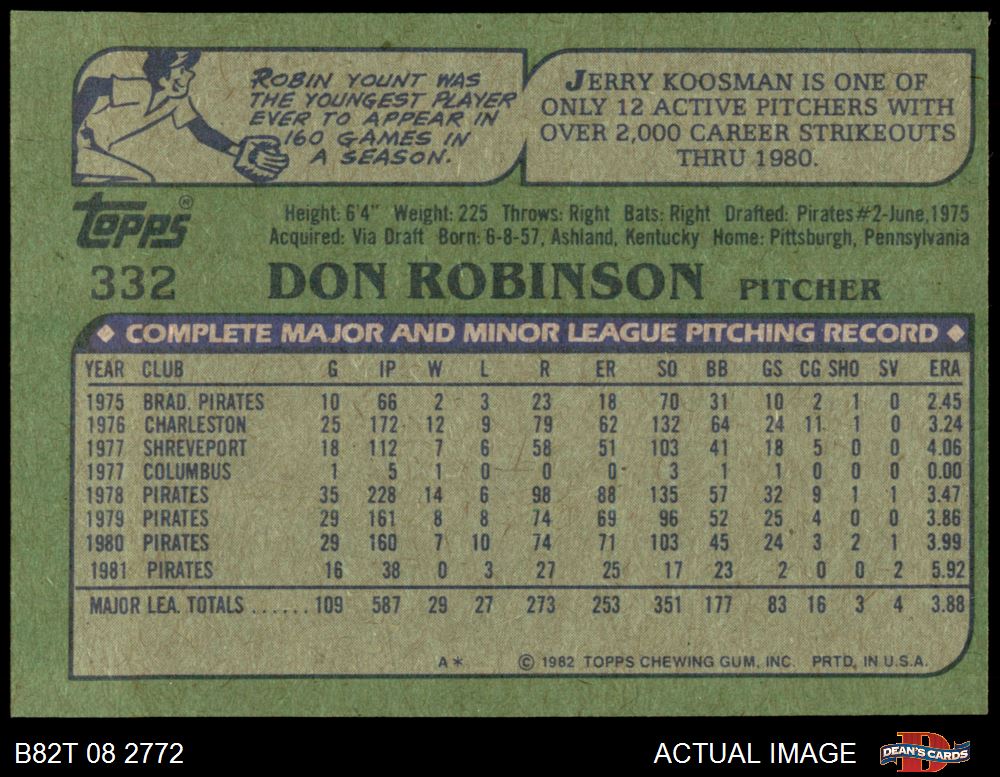 ROBIN YOUNT WAS
THE YOUNGEST PLAYER
EVER TO APPEAR IN
160 GAMES IN
A SEASON.
JERRY KOOSMAN IS ONE OF
ONLY 12 ACTIVE PITCHERS WITH
OVER 2,000 CAREER STRIKEOUTS
THRU 1980.
Topps®
Height: 6'4" Weight: 225 Throws: Right Bats: Right Drafted: Pirates#2-June,1975
Acquired: Via Draft Born: 6-8-57, Ashland, Kentucky Home: Pittsburgh, Pennsylvania
332 DON ROBINSON PITCHER
COMPLETE MAJOR AND MINOR LEAGUE PITCHING RECORD
YEAR CLUB G IP W L R ER SO BB GS CG SHO SV ERA
1975 BRAD. PIRATES 10 66 2 3 23 18 70 31 10 2 1 0 2.45
1976 CHARLESTON 25 172 12 9 79 62 132 64 24 11 1 0 3.24
1977 SHREVEPORT 18 112 7 6 58 51 103 41 18 5 0 0 4.06
1977 COLUMBUS 1 5 1 0 0 0 3 1 1 0 0 0 0.00
1978 PIRATES 35 228 14 6 98 88 135 57 32 9 1 1 3.47
1979 PIRATES 29 161 8 8 74 69 96 52 25 4 0 0 3.86
1980 PIRATES 29 160 7 10 74 71 103 45 24 3 2 1 3.99
1981 PIRATES 16 38 0 3 27 25 17 23 2 0 0 2 5.92
MAJOR LEA. TOTALS ...... 109 587 29 27 273 253 351 177 83 16 3 4 3.88
A* © 1982 TOPPS CHEWING GUM, INC. PRTD. IN U.S.A.
B82T 08 2772 ACTUAL IMAGE DEAN'S CARDS